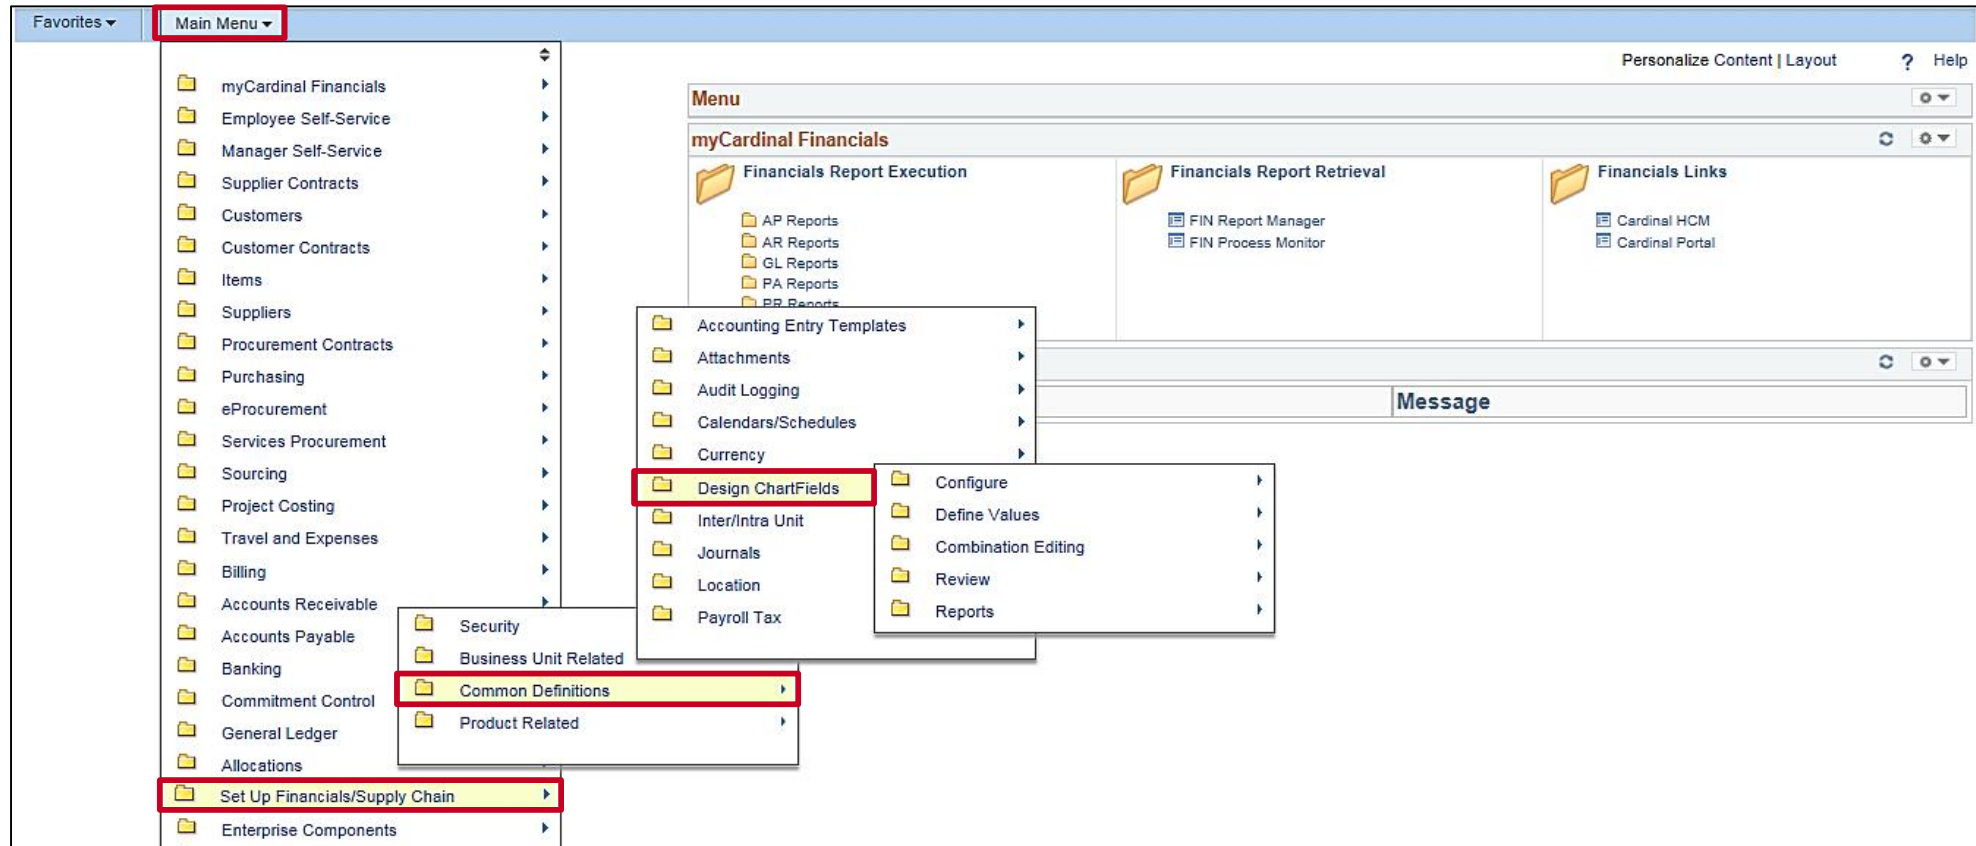 Favorites
Main Menu
Personalize Content | Layout
? Help
myCardinal Financials
Employee Self-Service
Manager Self-Service
Supplier Contracts
Customers
Customer Contracts
Items
Suppliers
Procurement Contracts
Purchasing
eProcurement
Services Procurement
Sourcing
Project Costing
Travel and Expenses
Billing
Accounts Receivable
Accounts Payable
Banking
Commitment Control
General Ledger
Allocations
Set Up Financials/Supply Chain
Enterprise Components
Security
Business Unit Related
Common Definitions
Product Related
Accounting Entry Templates
Attachments
Audit Logging
Calendars/Schedules
Currency
Design ChartFields
Inter/Intra Unit
Journals
Location
Payroll Tax
Configure
Define Values
Combination Editing
Review
Reports
Menu
myCardinal Financials
Financials Report Execution
AP Reports
AR Reports
GL Reports
PA Reports
PR Reports
Financials Report Retrieval
FIN Report Manager
FIN Process Monitor
Financials Links
Cardinal HCM
Cardinal Portal
Message